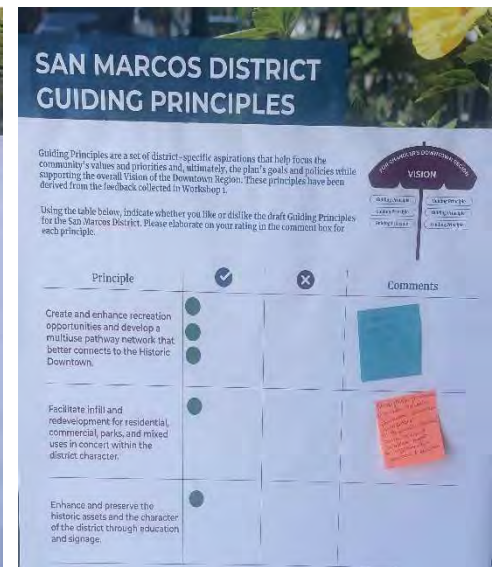 SAN MARCOS DISTRICT
GUIDING PRINCIPLES
Guiding Principles are a set of district-specific aspirations that help focus the
community's values and priorities and, ultimately, the plan's goals and policies while
supporting the overall Vision of the Downtown Region. These principles have been
derived from the feedback collected in Workshop 1.
VISION
Using the table below, indicate whether you like or dislike the draft Guiding Principles
for the San Marcos District. Please elaborate on your rating in the comment box for
each principle.
Principle
Comments
Create and enhance recreation
opportunities and develop a
multiuse pathway network that
better connects to the Historic
Downtown.
Facilitate infill and
redevelopment for residential,
commercial, parks, and mixed
uses in concert within the
district character.
Enhance and preserve the
historic assets and the character
of the district through education
and signage.